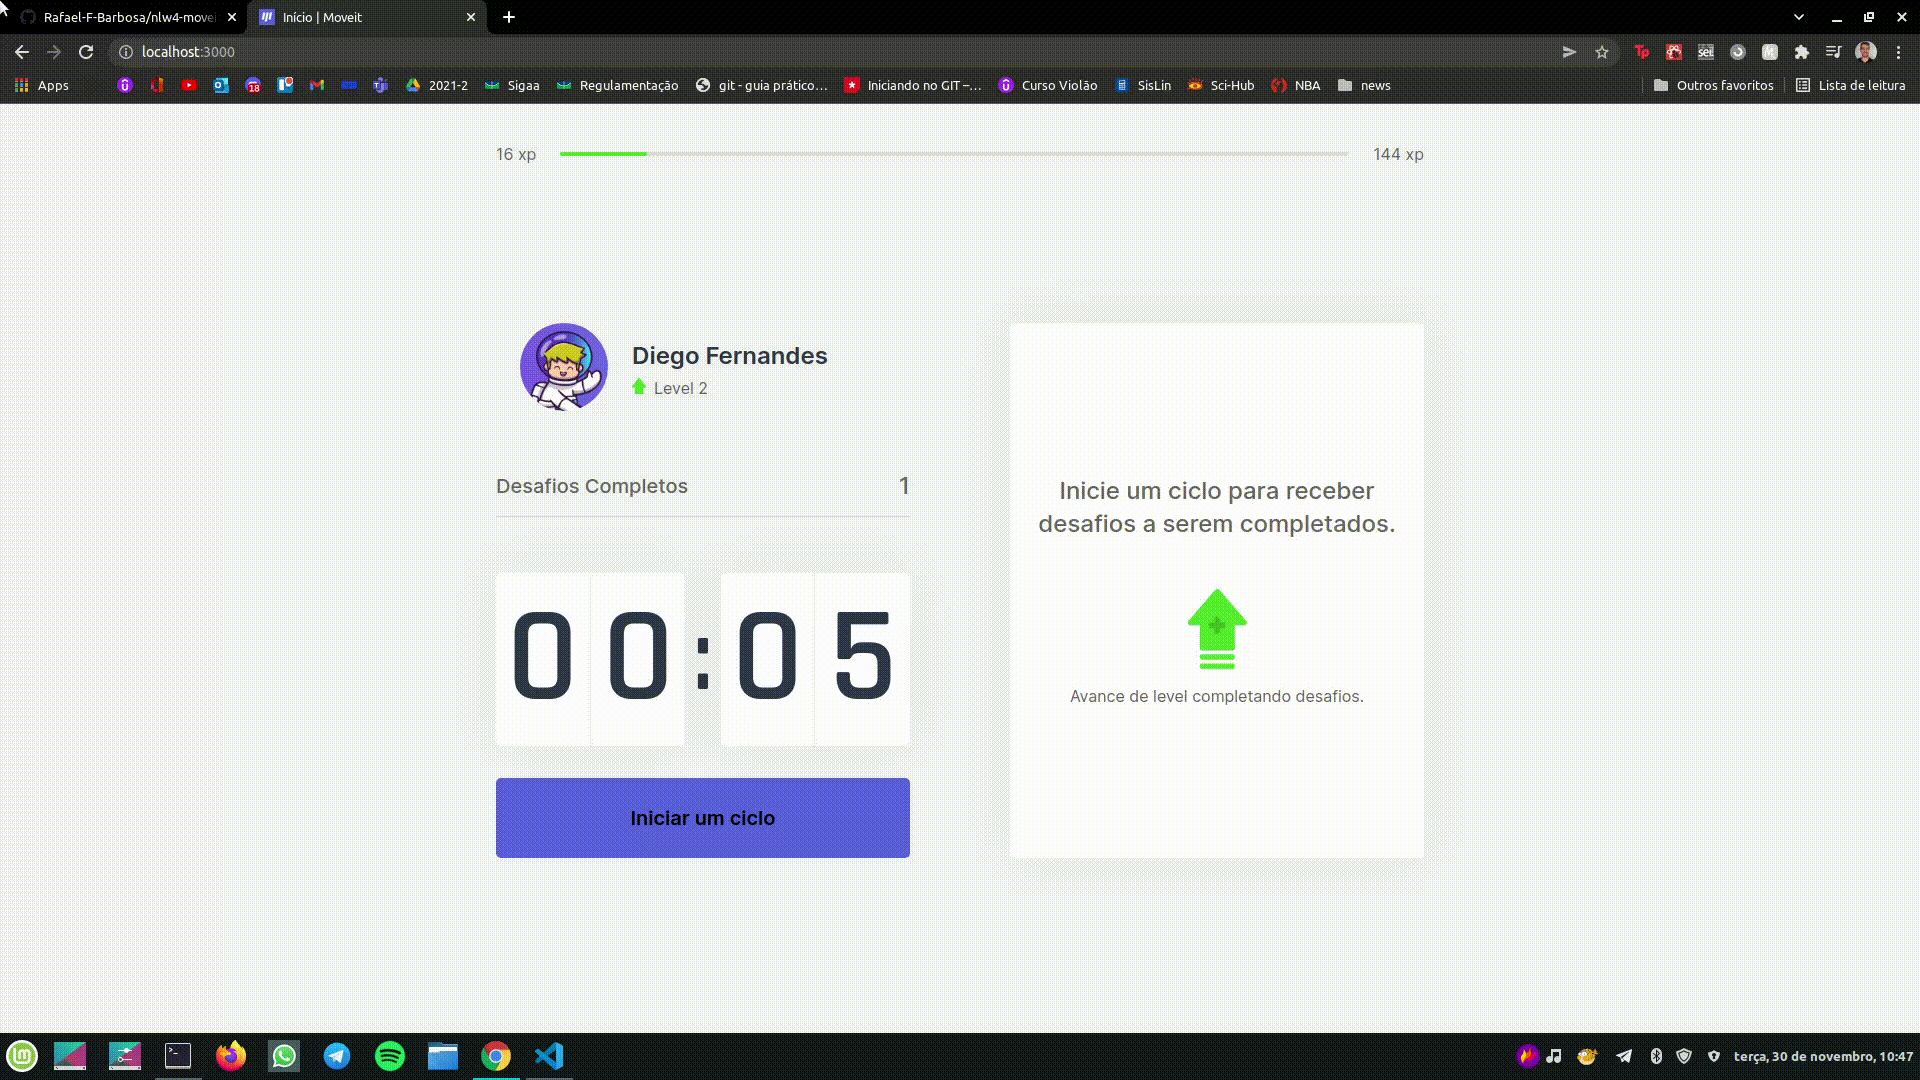 Rafael-F-Barbosa/nlw4-move
Início | Moveit
localhost:3000
Apps
18
2021-2
Sigaa
Regulamentação
git - guia prático...
Iniciando no GIT –...
Curso Violão
SisLin
Sci-Hub
NBA
news
Outros favoritos
Lista de leitura
16 xp
144 xp
Diego Fernandes
Level 2
Desafios Completos
1
00:05
Iniciar um ciclo
Inicie um ciclo para receber
desafios a serem completados.
Avance de level completando desafios.
terça, 30 de novembro, 10:47